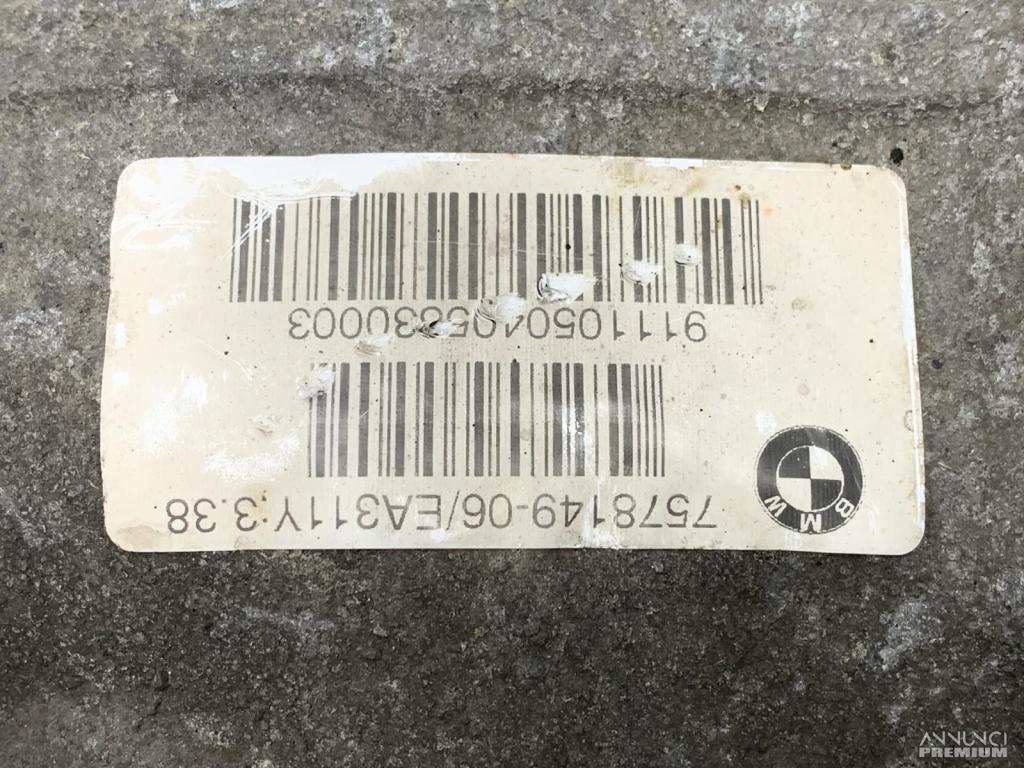 BMW
7578149-06/EA311Y;3.38
9111050405830003
ANNUNCI
PREMIUM